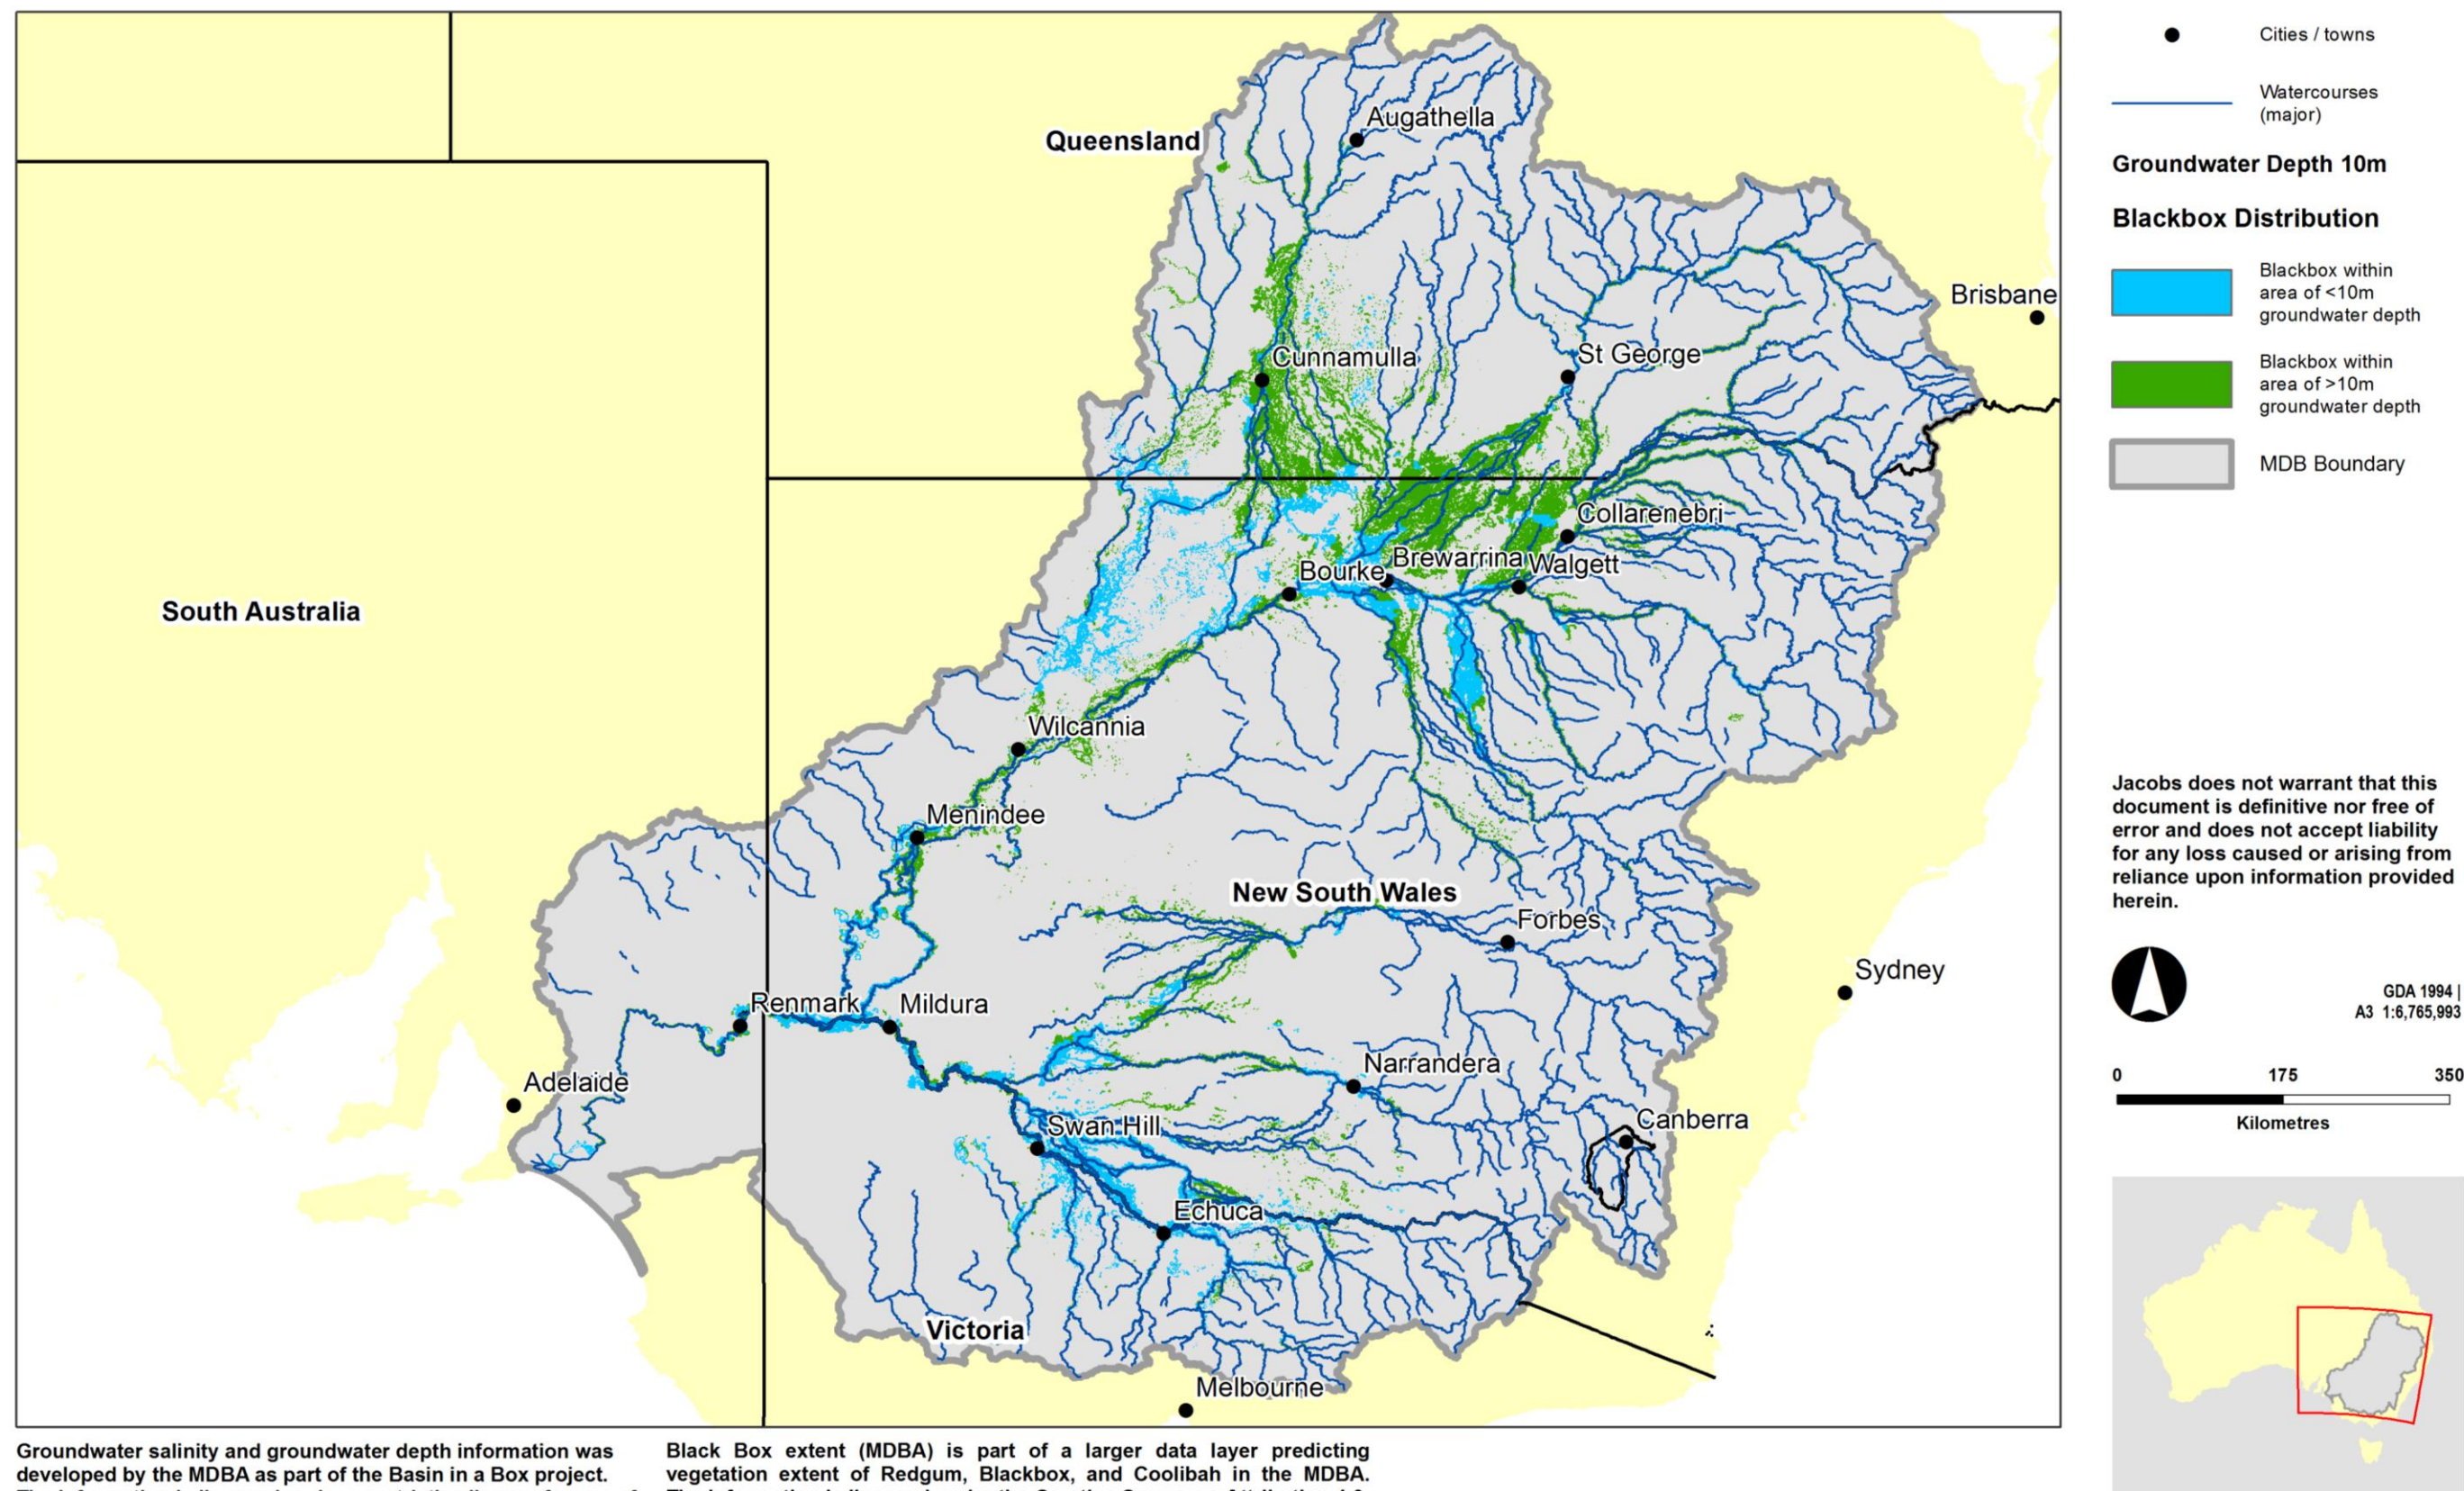 Queensland
Augathella
Brisbane
Cunnamulla
St George
Collarenebri
Brewarrina
Walgett
Bourke
South Australia
Wilcannia
Menindee
New South Wales
Forbes
Sydney
Renmark
Mildura
Narrandera
Adelaide
Canberra
Swan Hill
Echuca
Victoria
Melbourne
Cities / towns
Watercourses
(major)
Groundwater Depth 10m
Blackbox Distribution
Blackbox within
area of <10m
groundwater depth
Blackbox within
area of >10m
groundwater depth
MDB Boundary
Jacobs does not warrant that this
document is definitive nor free of
error and does not accept liability
for any loss caused or arising from
reliance upon information provided
herein.
GDA 1994 |
A3 1:6,765,993
0 175 350
Kilometres
Groundwater salinity and groundwater depth information was
developed by the MDBA as part of the Basin in a Box project.
Black Box extent (MDBA) is part of a larger data layer predicting
vegetation extent of Redgum, Blackbox, and Coolibah in the MDBA.